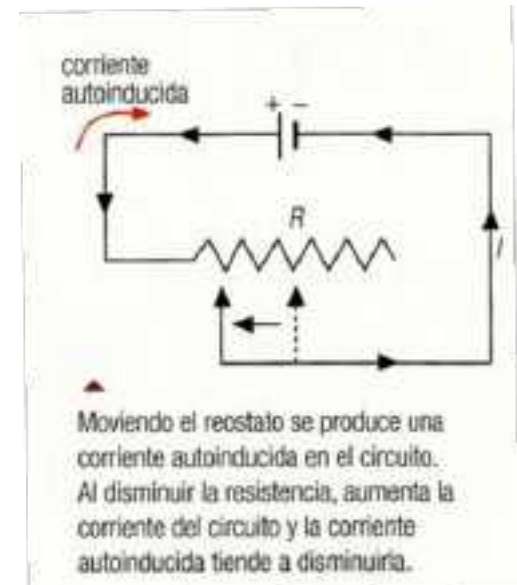 corriente
autoinducida
+ −
R
I
Moviendo el reostato se produce una
corriente autoinducida en el circuito.
Al disminuir la resistencia, aumenta la
corriente del circuito y la corriente
autoinducida tiende a disminuirla.